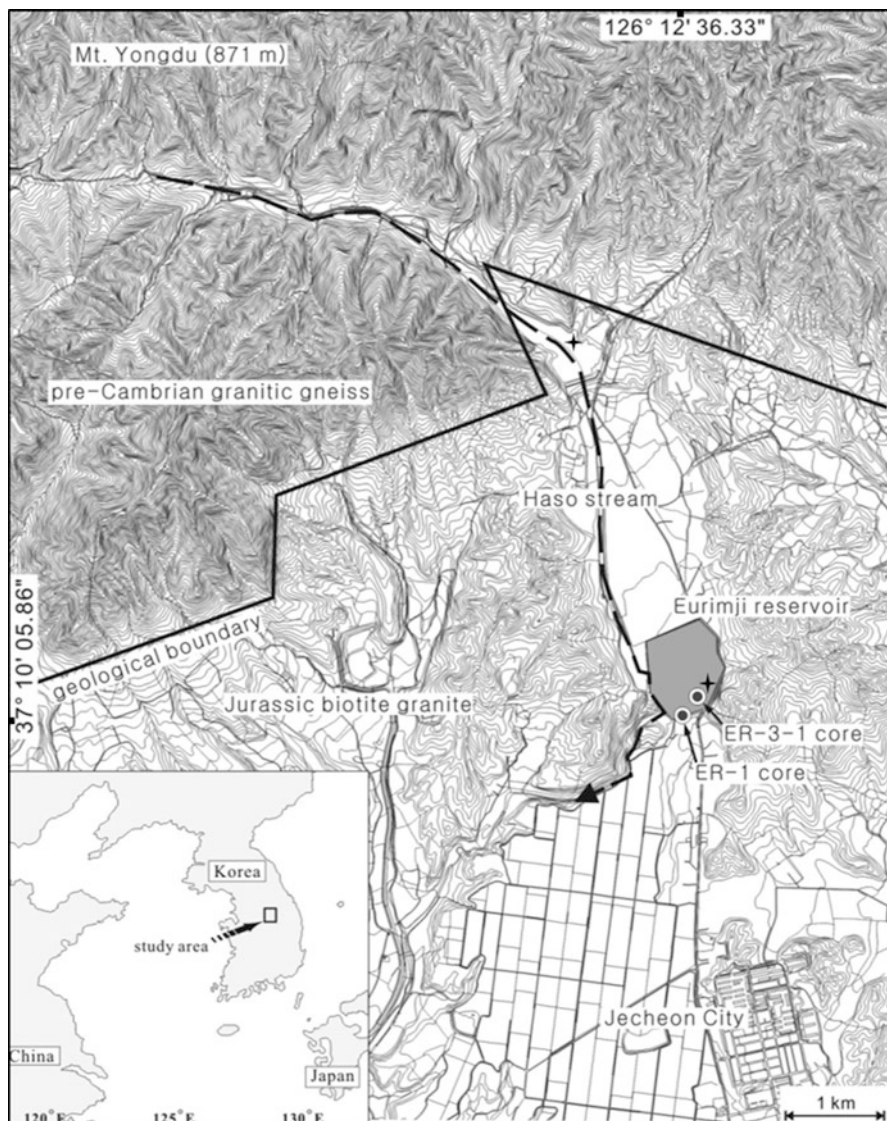 126° 12' 36.33"
Mt. Yongdu (871 m)
pre-Cambrian granitic gneiss
Haso stream
37° 10' 05.86"
Eurimji reservoir
geological boundary
Jurassic biotite granite
ER-3-1 core
ER-1 core
Korea
study area
Jecheon City
China
Japan
120°E
125°E
130°E
1 km